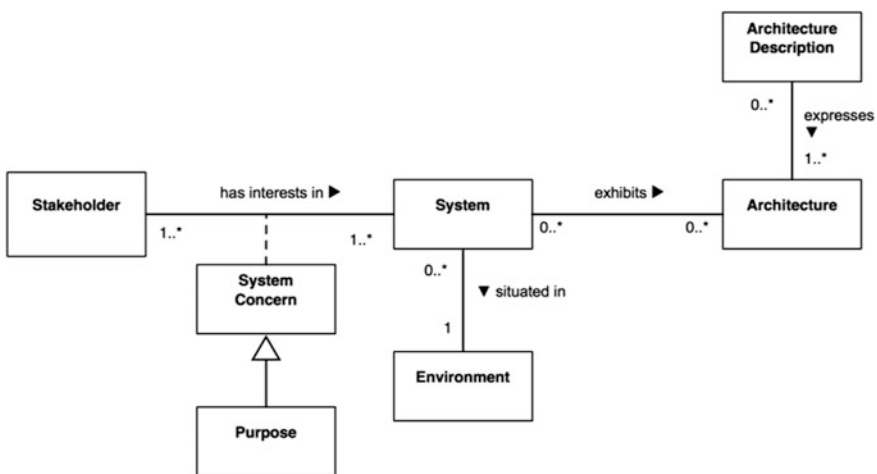 Architecture
Description
0..*
expresses
▼
1..*
Stakeholder
has interests in ▶
System
exhibits ▶
Architecture
1..*
1..*
0..*
0..*
System
Concern
0..*
▼ situated in
1
Environment
Purpose